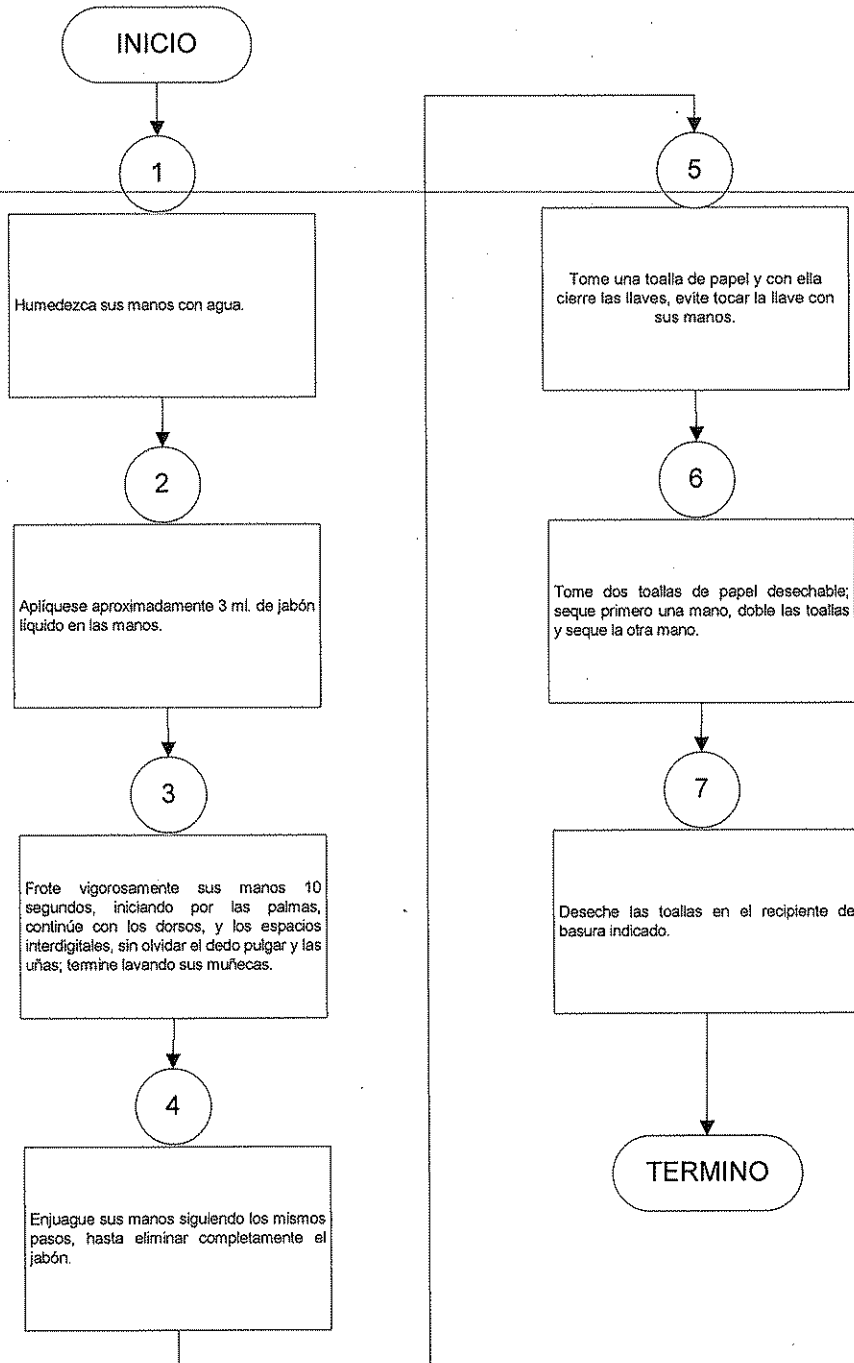 INICIO
1
Humedezca sus manos con agua.
2
Aplíquese aproximadamente 3 ml. de jabón
líquido en las manos.
3
Frote vigorosamente sus manos 10
segundos, iniciando por las palmas,
continúe con los dorsos, y los espacios
interdigitales, sin olvidar el dedo pulgar y las
uñas; termine lavando sus muñecas.
4
Enjuague sus manos siguiendo los mismos
pasos, hasta eliminar completamente el
jabón.
5
Tome una toalla de papel y con ella
cierre las llaves, evite tocar la llave con
sus manos.
6
Tome dos toallas de papel desechable;
seque primero una mano, doble las toallas
y seque la otra mano.
7
Deseche las toallas en el recipiente de
basura indicado.
TERMINO